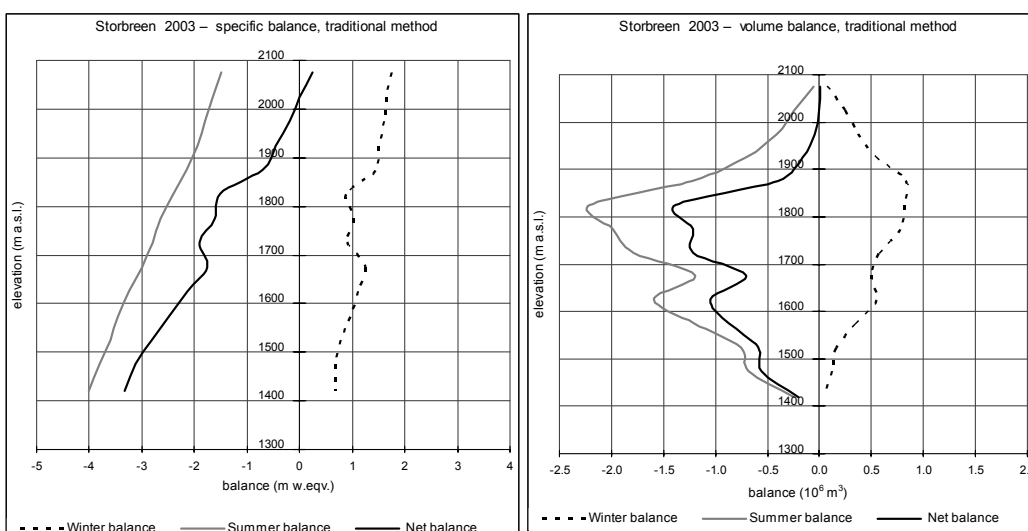 Storbreen 2003 – specific balance, traditional method
2100
2000
1900
1800
1700
1600
1500
1400
1300
elevation (m a.s.l.)
-5 -4 -3 -2 -1 0 1 2 3 4
balance (m w.eqv.)
Winter balance Summer balance Net balance
Storbreen 2003 – volume balance, traditional method
2100
2000
1900
1800
1700
1600
1500
1400
1300
elevation (m a.s.l.)
-2.5 -2.0 -1.5 -1.0 -0.5 0.0 0.5 1.0 1.5 2.
balance (10⁶ m³)
Winter balance Summer balance Net balance